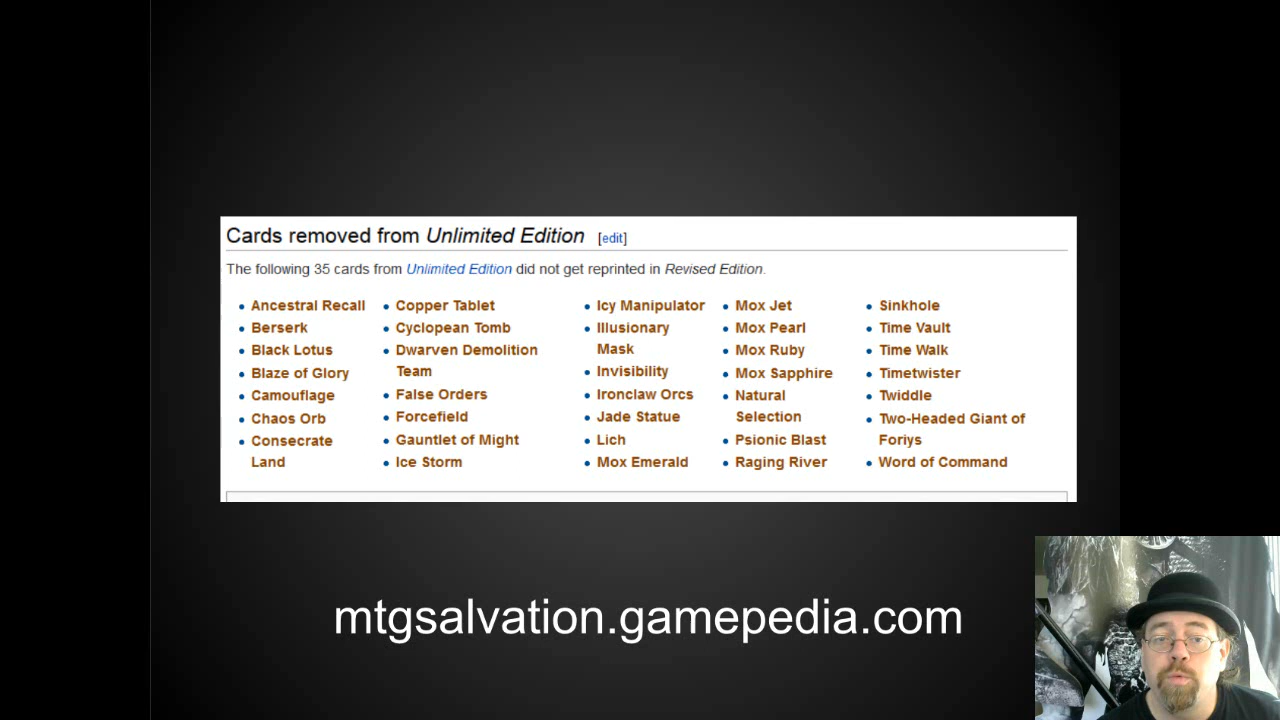 Cards removed from Unlimited Edition [edit]
The following 35 cards from Unlimited Edition did not get reprinted in Revised Edition.
Ancestral Recall
Berserk
Black Lotus
Blaze of Glory
Camouflage
Chaos Orb
Consecrate
Land
Copper Tablet
Cyclopean Tomb
Dwarven Demolition
Team
False Orders
Forcefield
Gauntlet of Might
Ice Storm
Icy Manipulator
Illusionary
Mask
Invisibility
Ironclaw Orcs
Jade Statue
Lich
Mox Emerald
Mox Jet
Mox Pearl
Mox Ruby
Mox Sapphire
Natural
Selection
Psionic Blast
Raging River
Sinkhole
Time Vault
Time Walk
Timetwister
Twiddle
Two-Headed Giant of
Foriys
Word of Command
mtgsalvation.gamepedia.com